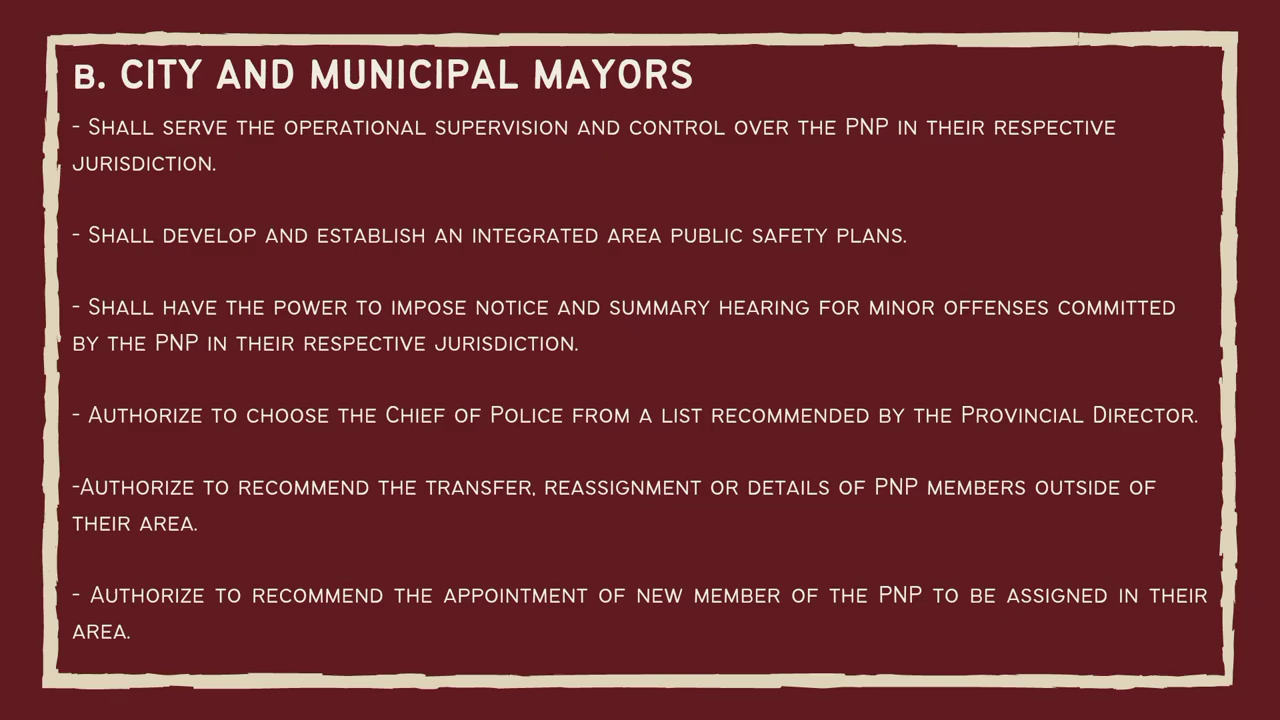 B. CITY AND MUNICIPAL MAYORS
- Shall serve the operational supervision and control over the PNP in their respective
jurisdiction.
- Shall develop and establish an integrated area public safety plans.
- Shall have the power to impose notice and summary hearing for minor offenses committed
by the PNP in their respective jurisdiction.
- Authorize to choose the Chief of Police from a list recommended by the Provincial Director.
-Authorize to recommend the transfer, reassignment or details of PNP members outside of
their area.
- Authorize to recommend the appointment of new member of the PNP to be assigned in their
area.